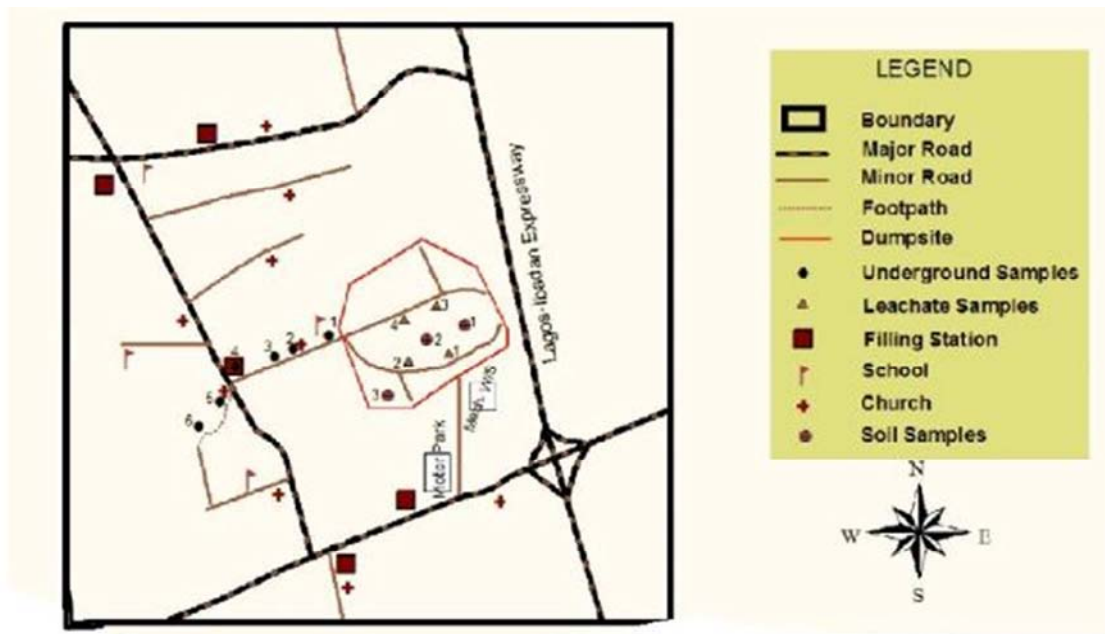 LEGEND
Boundary
Major Road
Minor Road
Footpath
Dumpsite
Underground Samples
Leachate Samples
Filling Station
School
Church
Soil Samples
N
W
E
S
Lagos-Ibadan Expressway
3
4
1
2
1
2
1
2
3
4
3
5
6
Motor Park